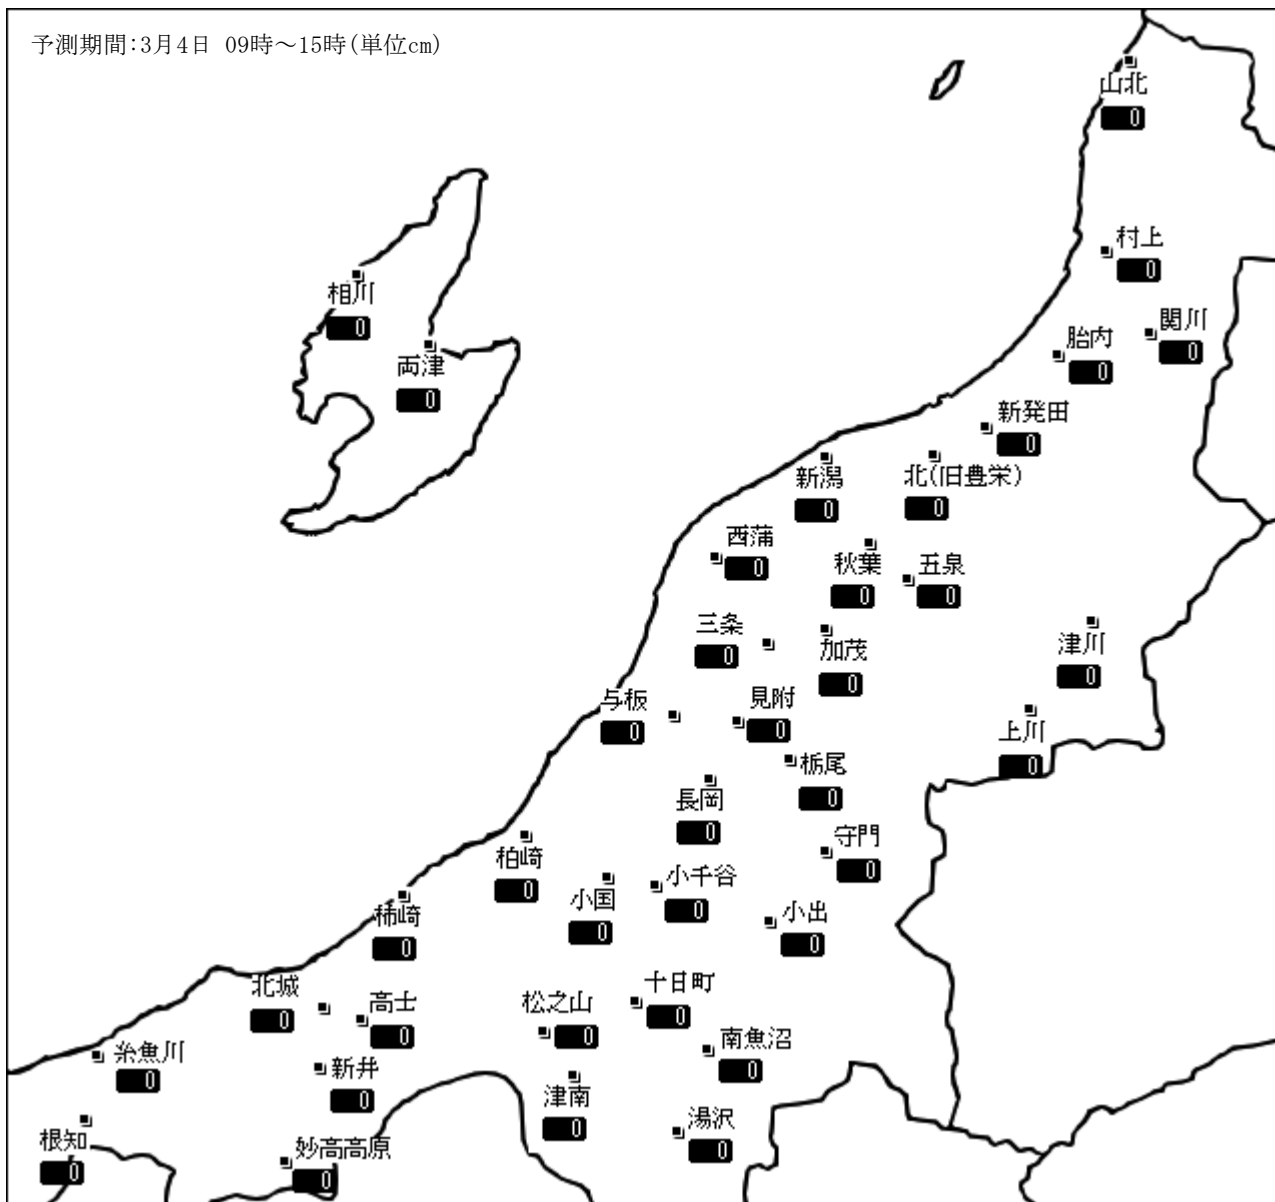 予測期間:3月4日 09時～15時(単位cm)
山北
0
村上
0
相川
0
関川
0
胎内
0
両津
0
新発田
0
新潟
0
北(旧豊栄)
0
西蒲
0
秋葉
0
五泉
0
三条
0
加茂
0
津川
0
与板
0
見附
0
上川
0
栃尾
0
長岡
0
守門
0
柏崎
0
小国
0
小千谷
0
小出
0
柿崎
0
北城
0
高士
0
松之山
0
十日町
0
南魚沼
0
糸魚川
0
新井
0
津南
0
湯沢
0
根知
0
妙高高原
0